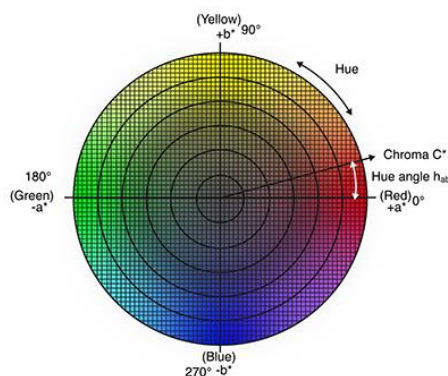 (Yellow)
+b* 90°
Hue
Chroma C*
Hue angle hab
180°
(Green)
-a*
(Red) 0°
+a*
(Blue)
270° -b*